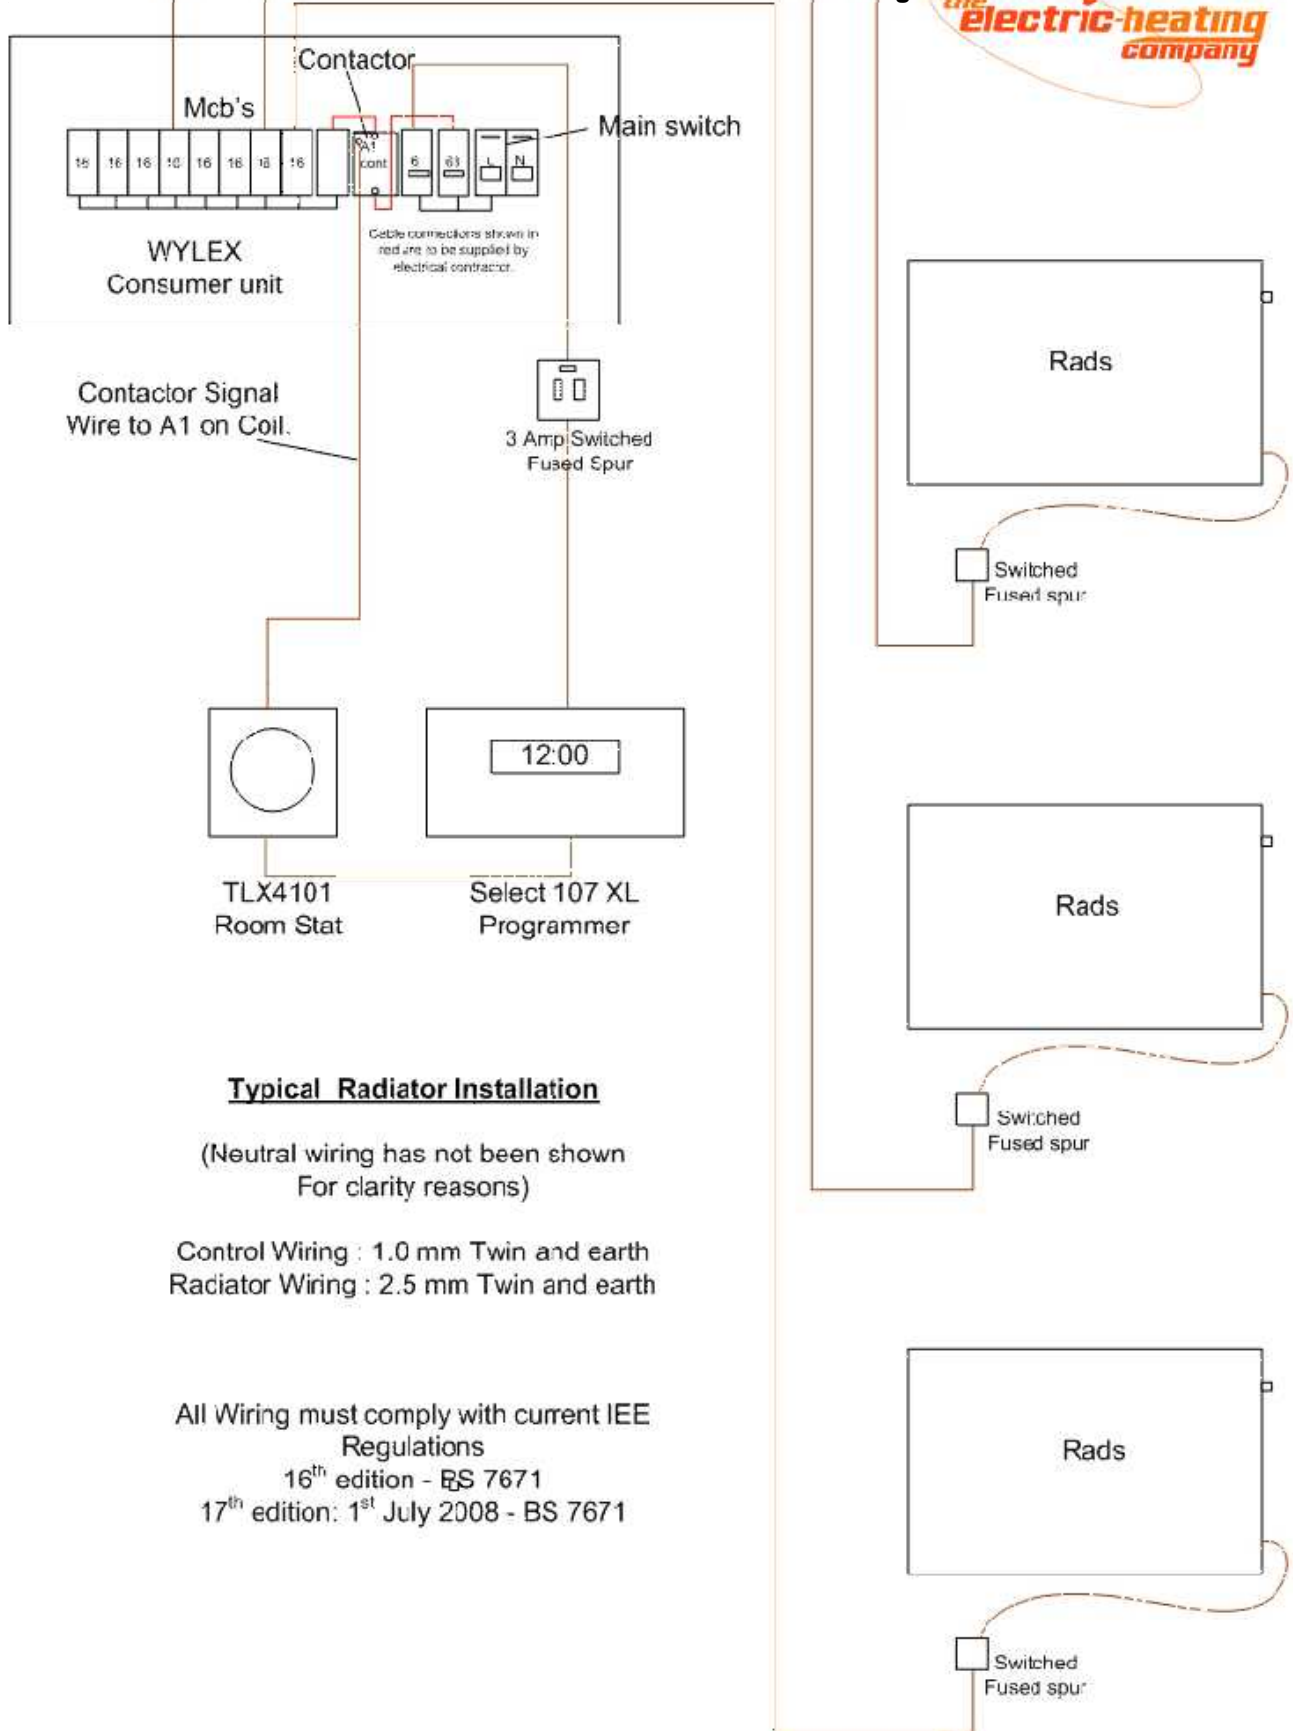 the
electric-heating
company
Contactor
Mcb's
Main switch
16 16 16 16 16 16 16 16
A1
cont
6
63
L
N
Cable connections shown in
red are to be supplied by
electrical contractor.
WYLEX
Consumer unit
Contactor Signal
Wire to A1 on Coil.
3 Amp Switched
Fused Spur
Rads
Switched
Fused spur
12:00
TLX4101
Room Stat
Select 107 XL
Programmer
Rads
Switched
Fused spur
Typical Radiator Installation
(Neutral wiring has not been shown
For clarity reasons)
Control Wiring : 1.0 mm Twin and earth
Radiator Wiring : 2.5 mm Twin and earth
All Wiring must comply with current IEE
Regulations
16th edition - BS 7671
17th edition: 1st July 2008 - BS 7671
Rads
Switched
Fused spur